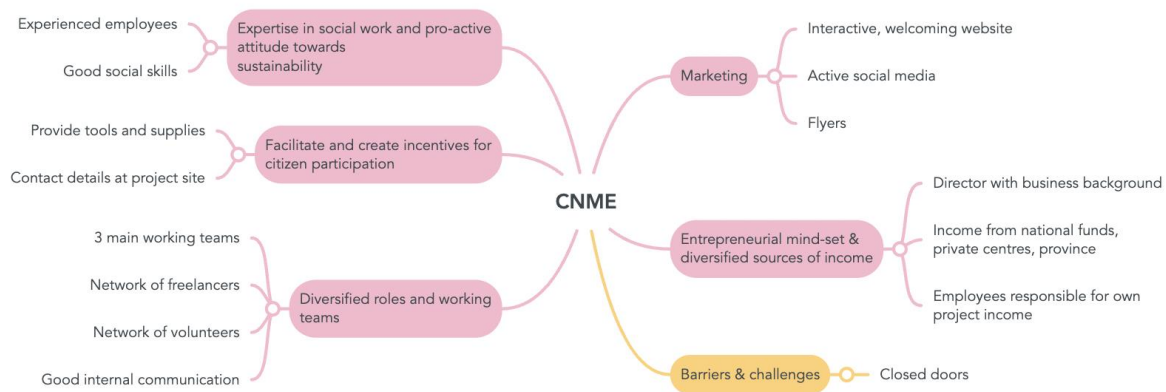 Experienced employees
Good social skills
Expertise in social work and pro-active
attitude towards
sustainability
Provide tools and supplies
Contact details at project site
Facilitate and create incentives for
citizen participation
3 main working teams
Network of freelancers
Network of volunteers
Good internal communication
Diversified roles and working
teams
CNME
Marketing
Interactive, welcoming website
Active social media
Flyers
Entrepreneurial mind-set &
diversified sources of income
Director with business background
Income from national funds,
private centres, province
Employees responsible for own
project income
Barriers & challenges
Closed doors